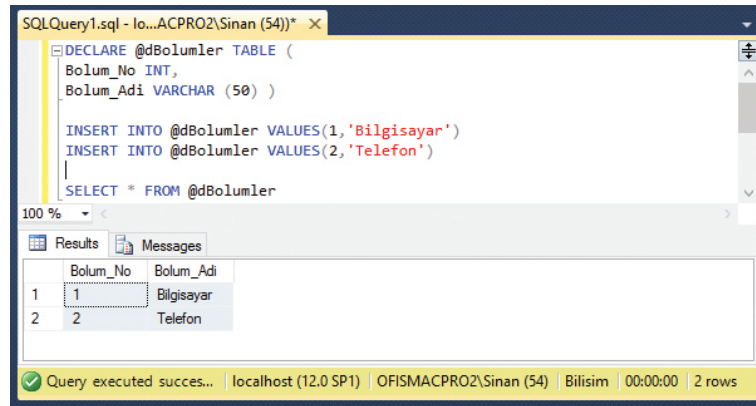 SQLQuery1.sql - lo...ACPRO2\Sinan (54))* ×
DECLARE @dBolumler TABLE (
Bolum_No INT,
Bolum_Adi VARCHAR (50) )
INSERT INTO @dBolumler VALUES(1,'Bilgisayar')
INSERT INTO @dBolumler VALUES(2,'Telefon')
SELECT * FROM @dBolumler
100 %
Results Messages
Bolum_No Bolum_Adi
1 1 Bilgisayar
2 2 Telefon
Query executed succes... localhost (12.0 SP1) OFISMACPRO2\Sinan (54) Bilisim 00:00:00 2 rows